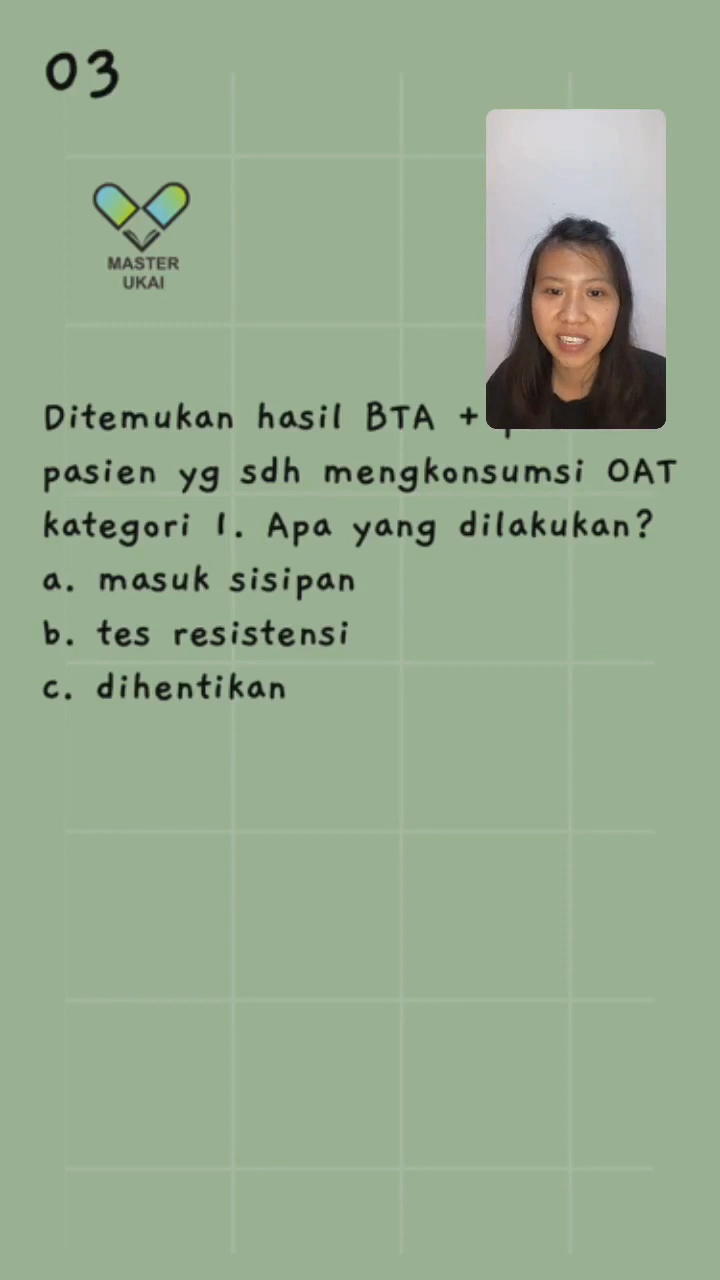 03
MASTER
UKAI
Ditemukan hasil BTA +
pasien yg sdh mengkonsumsi OAT
kategori 1. Apa yang dilakukan?
a. masuk sisipan
b. tes resistensi
c. dihentikan